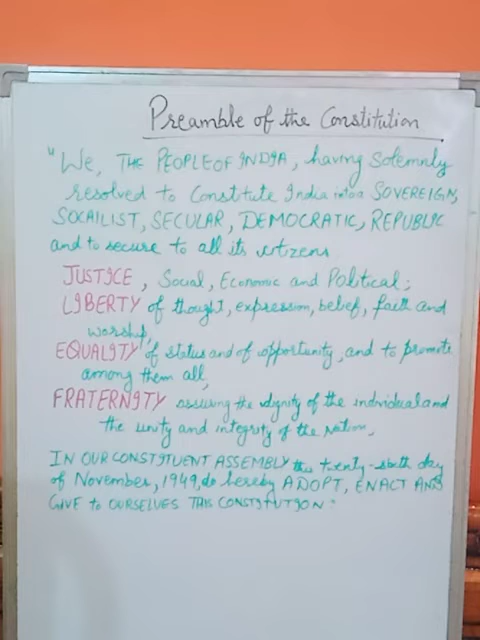 Preamble of the Constitution
"We, THE PEOPLE OF INDIA, having Solemnly
resolved to Constitute India into a SOVEREIGN,
SOCAILIST, SECULAR, DEMOCRATIC, REPUBLIC
and to secure to all its citizens
JUSTICE, Social, Economic and Political;
LIBERTY of thought, expression, belief, faith and
worship,
EQUALITY of status and of opportunity, and to promote
among them all,
FRATERNITY assuring the dignity of the individual and
the unity and integrity of the Nation,
IN OUR CONSTITUENT ASSEMBLY this twenty-sixth day
of November, 1949, do hereby ADOPT, ENACT AND
GIVE to OURSELVES THIS CONSTITUTION"